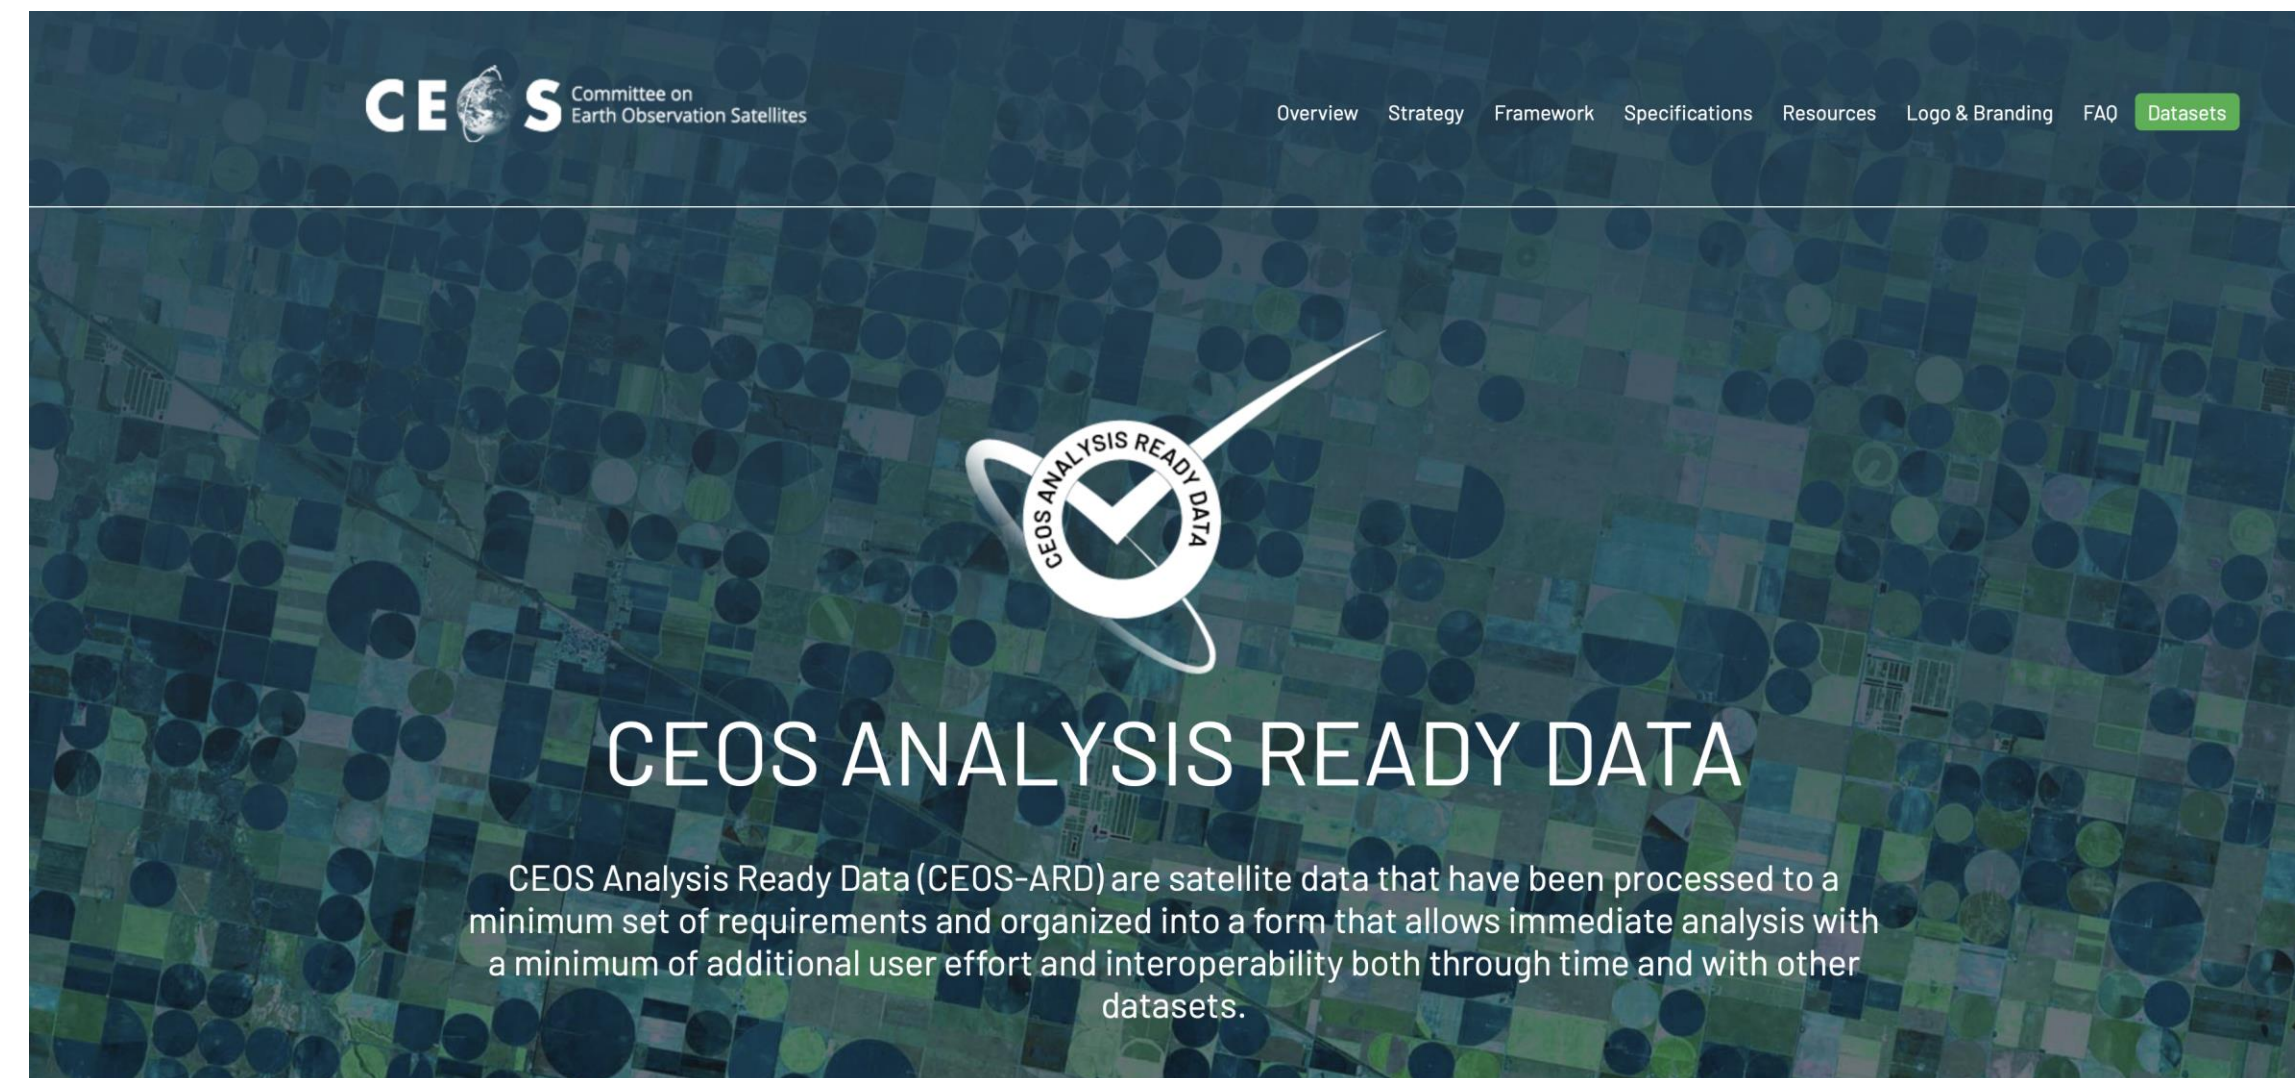 CEOS
Committee on
Earth Observation Satellites
Overview Strategy Framework Specifications Resources Logo & Branding FAQ Datasets
CEOS ANALYSIS READY DATA
CEOS ANALYSIS READY DATA
CEOS Analysis Ready Data (CEOS-ARD) are satellite data that have been processed to a
minimum set of requirements and organized into a form that allows immediate analysis with
a minimum of additional user effort and interoperability both through time and with other
datasets.